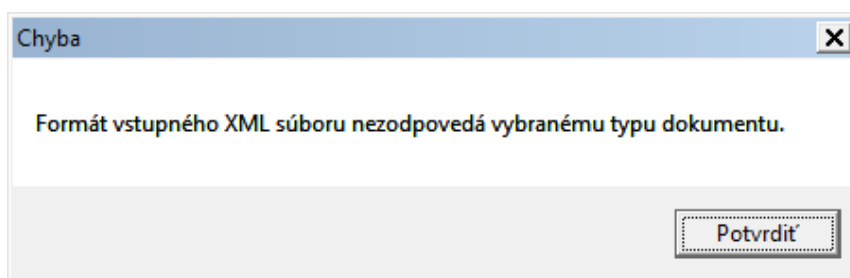 Chyba
Formát vstupného XML súboru nezodpovedá vybranému typu dokumentu.
Potvrdiť